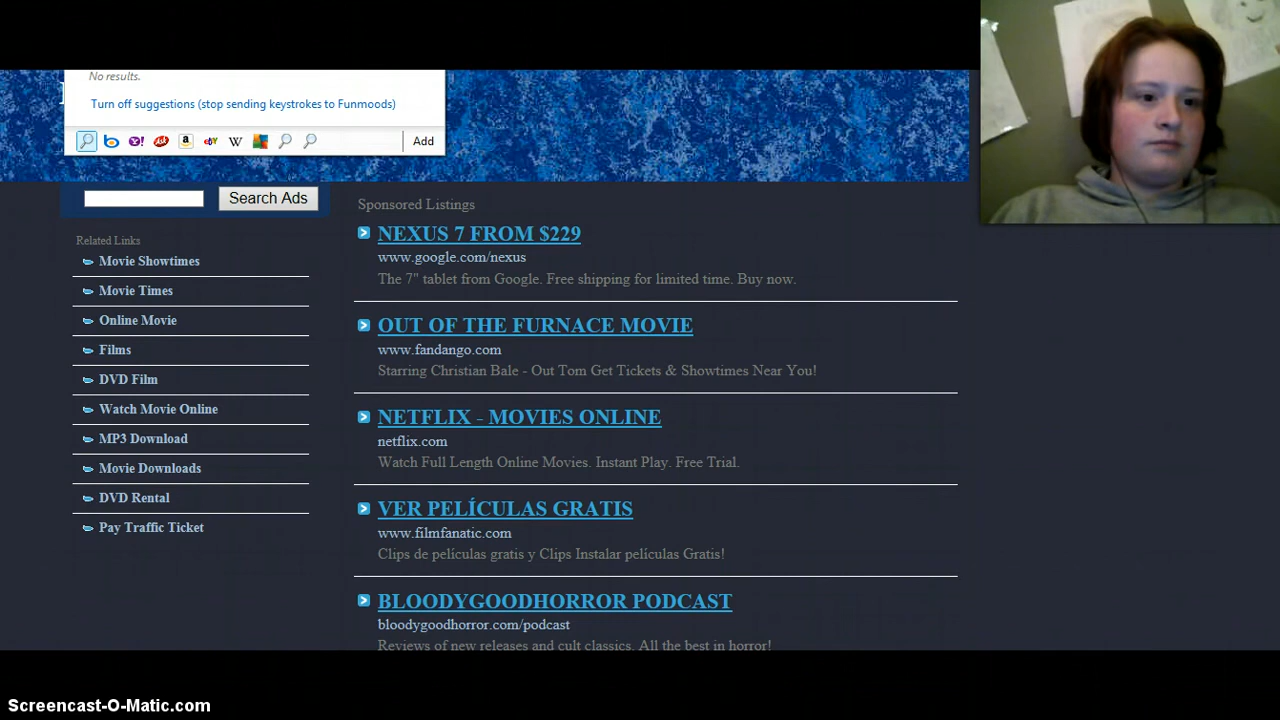 No results.
Turn off suggestions (stop sending keystrokes to Funmoods)
Add
Search Ads
Related Links
Movie Showtimes
Movie Times
Online Movie
Films
DVD Film
Watch Movie Online
MP3 Download
Movie Downloads
DVD Rental
Pay Traffic Ticket
Sponsored Listings
NEXUS 7 FROM $229
www.google.com/nexus
The 7" tablet from Google. Free shipping for limited time. Buy now.
OUT OF THE FURNACE MOVIE
www.fandango.com
Starring Christian Bale - Out Tom Get Tickets & Showtimes Near You!
NETFLIX - MOVIES ONLINE
netflix.com
Watch Full Length Online Movies. Instant Play. Free Trial.
VER PELÍCULAS GRATIS
www.filmfanatic.com
Clips de películas gratis y Clips Instalar películas Gratis!
BLOODYGOODHORROR PODCAST
bloodygoodhorror.com/podcast
Reviews of new releases and cult classics. All the best in horror!
Screencast-O-Matic.com